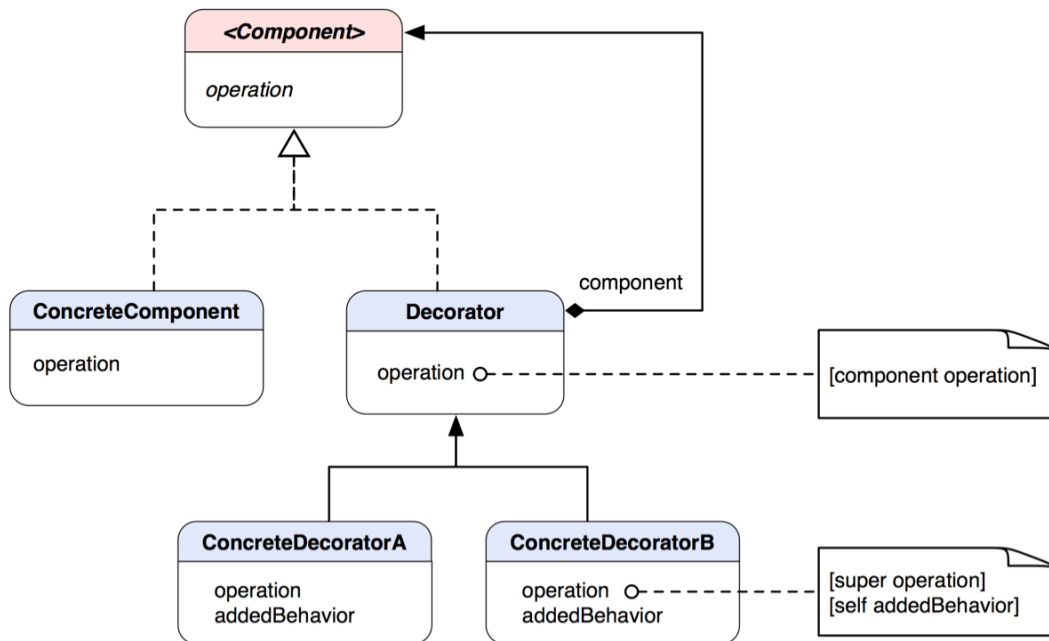 <Component>
operation
component
ConcreteComponent
operation
Decorator
operation
[component operation]
ConcreteDecoratorA
operation
addedBehavior
ConcreteDecoratorB
operation
addedBehavior
[super operation]
[self addedBehavior]